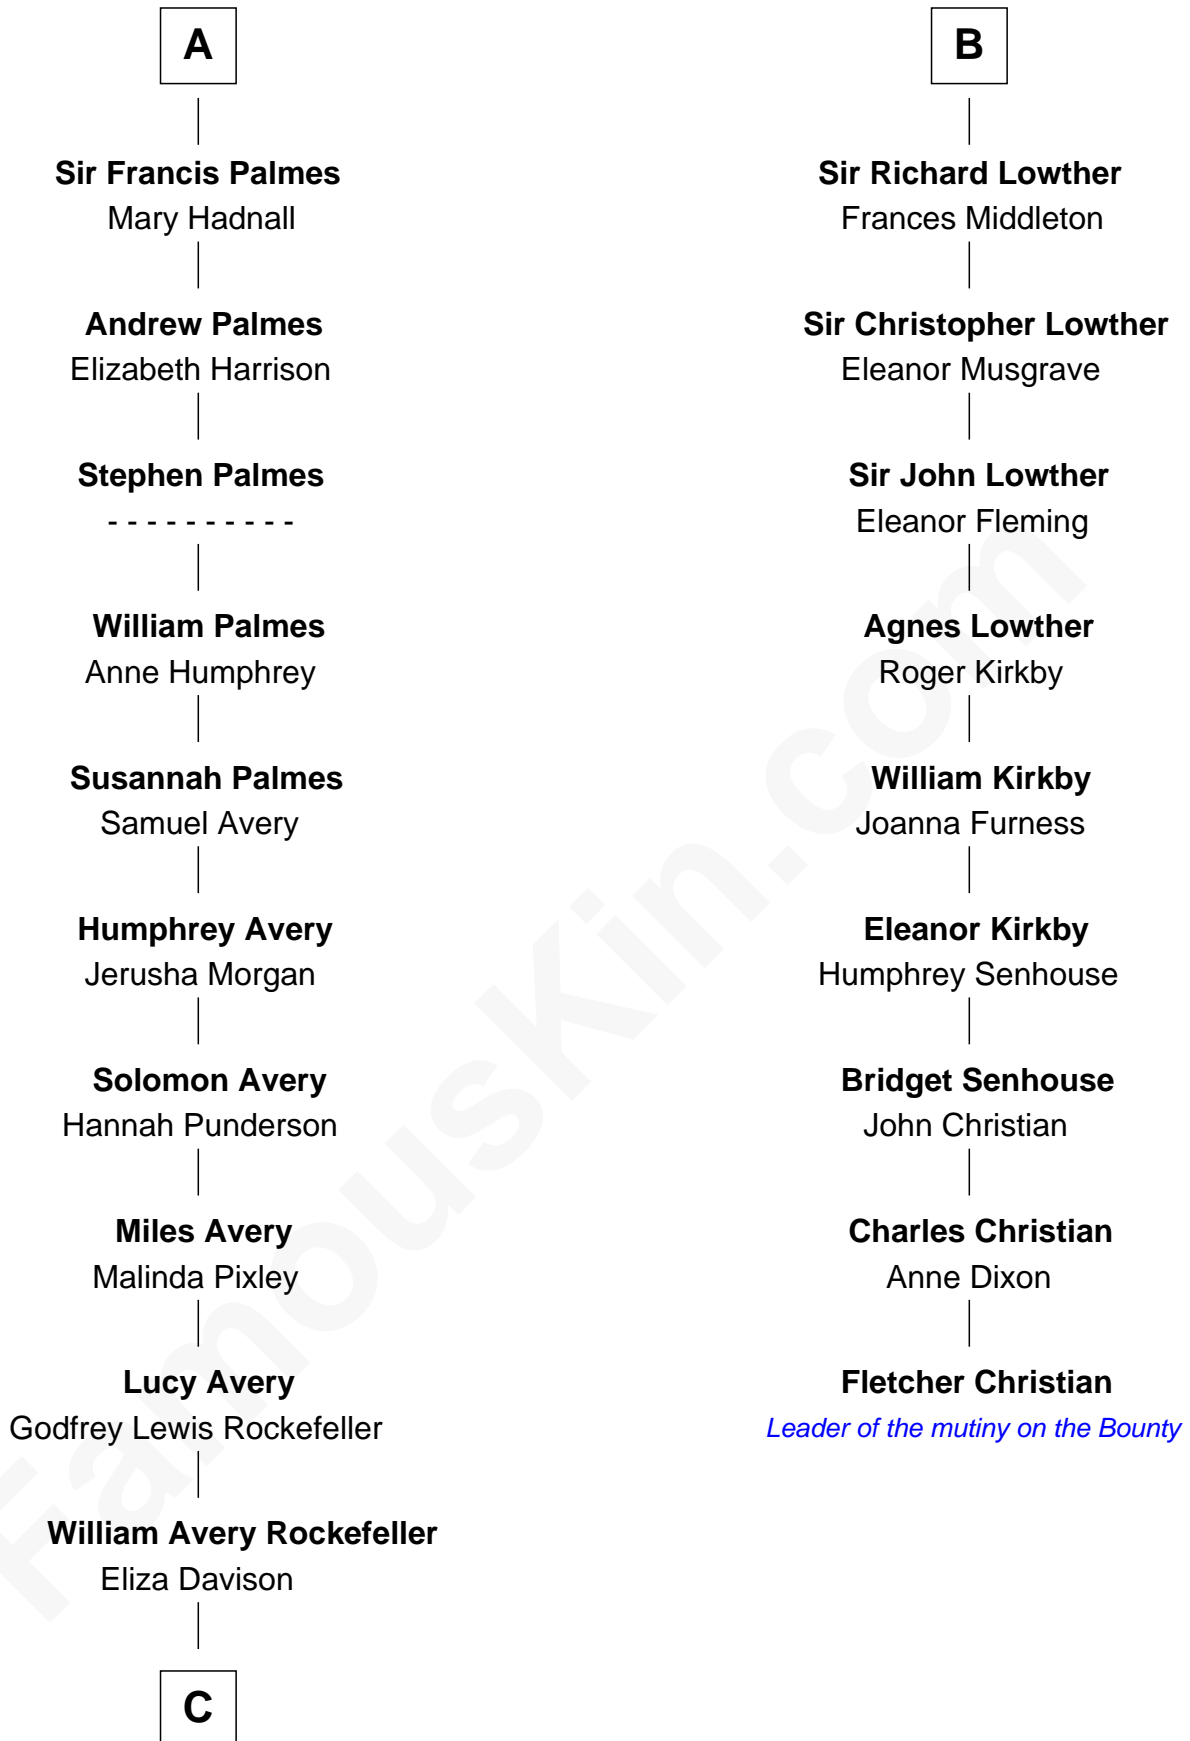 A
Sir Francis Palmes
Mary Hadnall
Andrew Palmes
Elizabeth Harrison
Stephen Palmes
- - - - - - - - - -
William Palmes
Anne Humphrey
Susannah Palmes
Samuel Avery
Humphrey Avery
Jerusha Morgan
Solomon Avery
Hannah Punderson
Miles Avery
Malinda Pixley
Lucy Avery
Godfrey Lewis Rockefeller
William Avery Rockefeller
Eliza Davison
C
B
Sir Richard Lowther
Frances Middleton
Sir Christopher Lowther
Eleanor Musgrave
Sir John Lowther
Eleanor Fleming
Agnes Lowther
Roger Kirkby
William Kirkby
Joanna Furness
Eleanor Kirkby
Humphrey Senhouse
Bridget Senhouse
John Christian
Charles Christian
Anne Dixon
Fletcher Christian
Leader of the mutiny on the Bounty
FamousKin.com